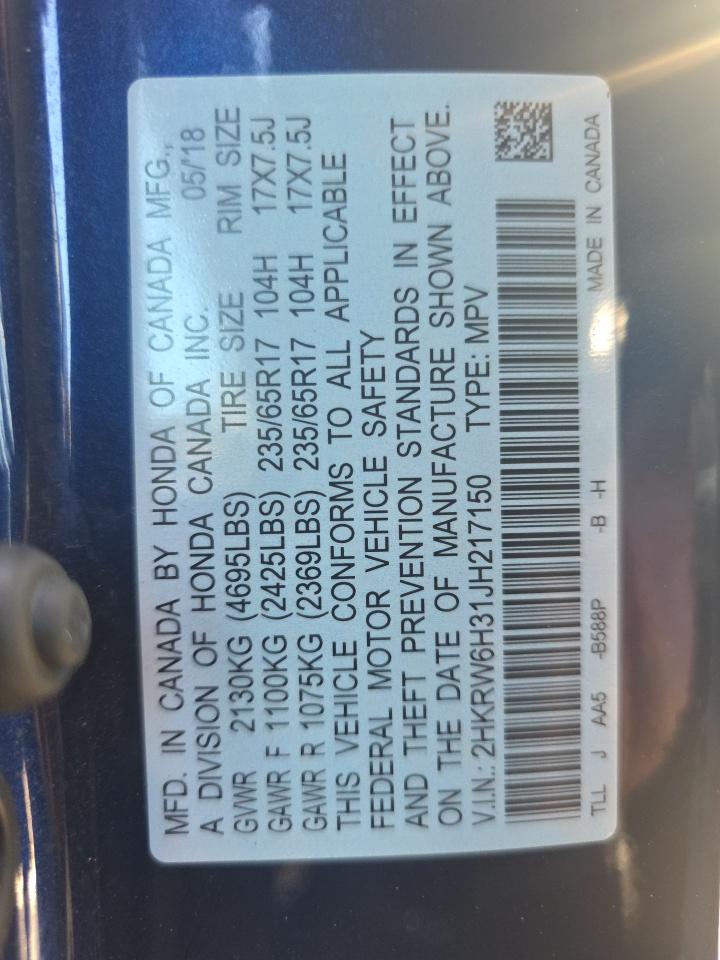 MFD. IN CANADA BY HONDA OF CANADA MFG.,
A DIVISION OF HONDA CANADA INC. 05/'18
GVWR 2130KG (4695LBS) TIRE SIZE RIM SIZE
GAWR F 1100KG (2425LBS) 235/65R17 104H 17X7.5J
GAWR R 1075KG (2369LBS) 235/65R17 104H 17X7.5J
THIS VEHICLE CONFORMS TO ALL APPLICABLE
FEDERAL MOTOR VEHICLE SAFETY
AND THEFT PREVENTION STANDARDS IN EFFECT
ON THE DATE OF MANUFACTURE SHOWN ABOVE.
V.I.N.: 2HKRW6H31JH217150 TYPE: MPV
TLL J AA5 -B588P -B -H MADE IN CANADA